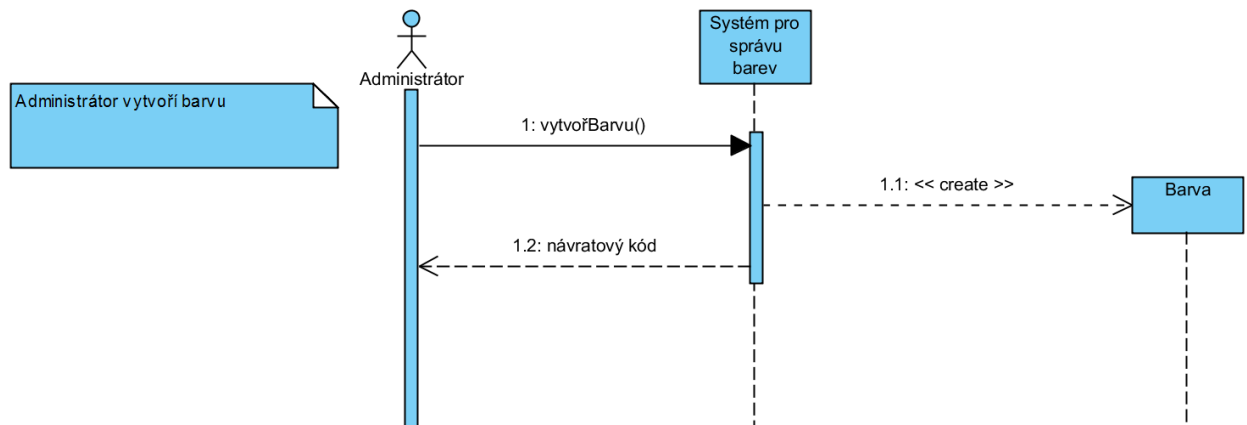 Systém pro
správu
barev
Administrátor
Administrátor vytvoří barvu
1: vytvořBarvu()
1.1: << create >>
Barva
1.2: návratový kód